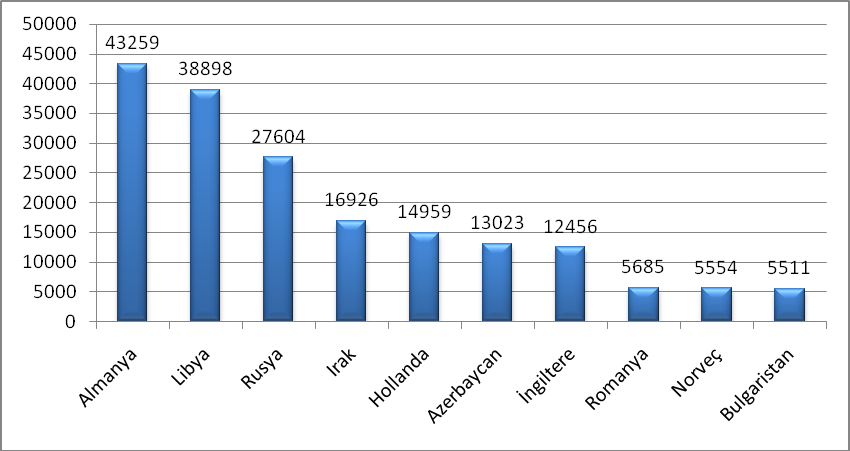 50000
45000
40000
35000
30000
25000
20000
15000
10000
5000
0
43259
38898
27604
16926
14959
13023
12456
5685
5554
5511
Almanya
Libya
Rusya
Irak
Hollanda
Azerbaycan
İngiltere
Romanya
Norveç
Bulgaristan